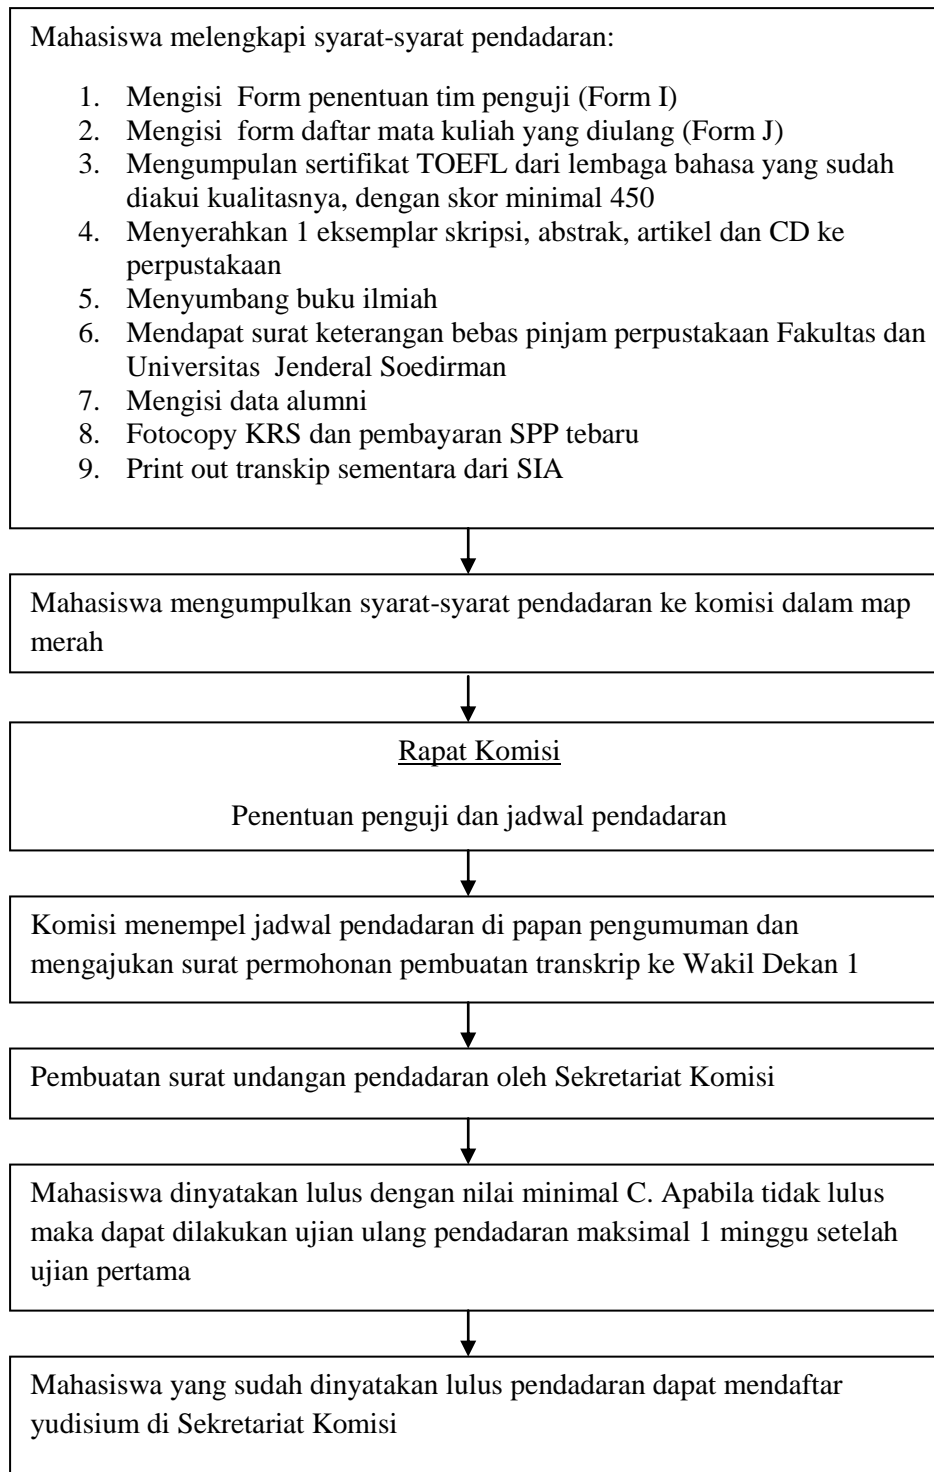 Mahasiswa melengkapi syarat-syarat pendadaran:
1. Mengisi Form penentuan tim penguji (Form I)
2. Mengisi form daftar mata kuliah yang diulang (Form J)
3. Mengumpulan sertifikat TOEFL dari lembaga bahasa yang sudah
diakui kualitasnya, dengan skor minimal 450
4. Menyerahkan 1 eksemplar skripsi, abstrak, artikel dan CD ke
perpustakaan
5. Menyumbang buku ilmiah
6. Mendapat surat keterangan bebas pinjam perpustakaan Fakultas dan
Universitas Jenderal Soedirman
7. Mengisi data alumni
8. Fotocopy KRS dan pembayaran SPP tebaru
9. Print out transkip sementara dari SIA
Mahasiswa mengumpulkan syarat-syarat pendadaran ke komisi dalam map
merah
Rapat Komisi
Penentuan penguji dan jadwal pendadaran
Komisi menempel jadwal pendadaran di papan pengumuman dan
mengajukan surat permohonan pembuatan transkrip ke Wakil Dekan 1
Pembuatan surat undangan pendadaran oleh Sekretariat Komisi
Mahasiswa dinyatakan lulus dengan nilai minimal C. Apabila tidak lulus
maka dapat dilakukan ujian ulang pendadaran maksimal 1 minggu setelah
ujian pertama
Mahasiswa yang sudah dinyatakan lulus pendadaran dapat mendaftar
yudisium di Sekretariat Komisi